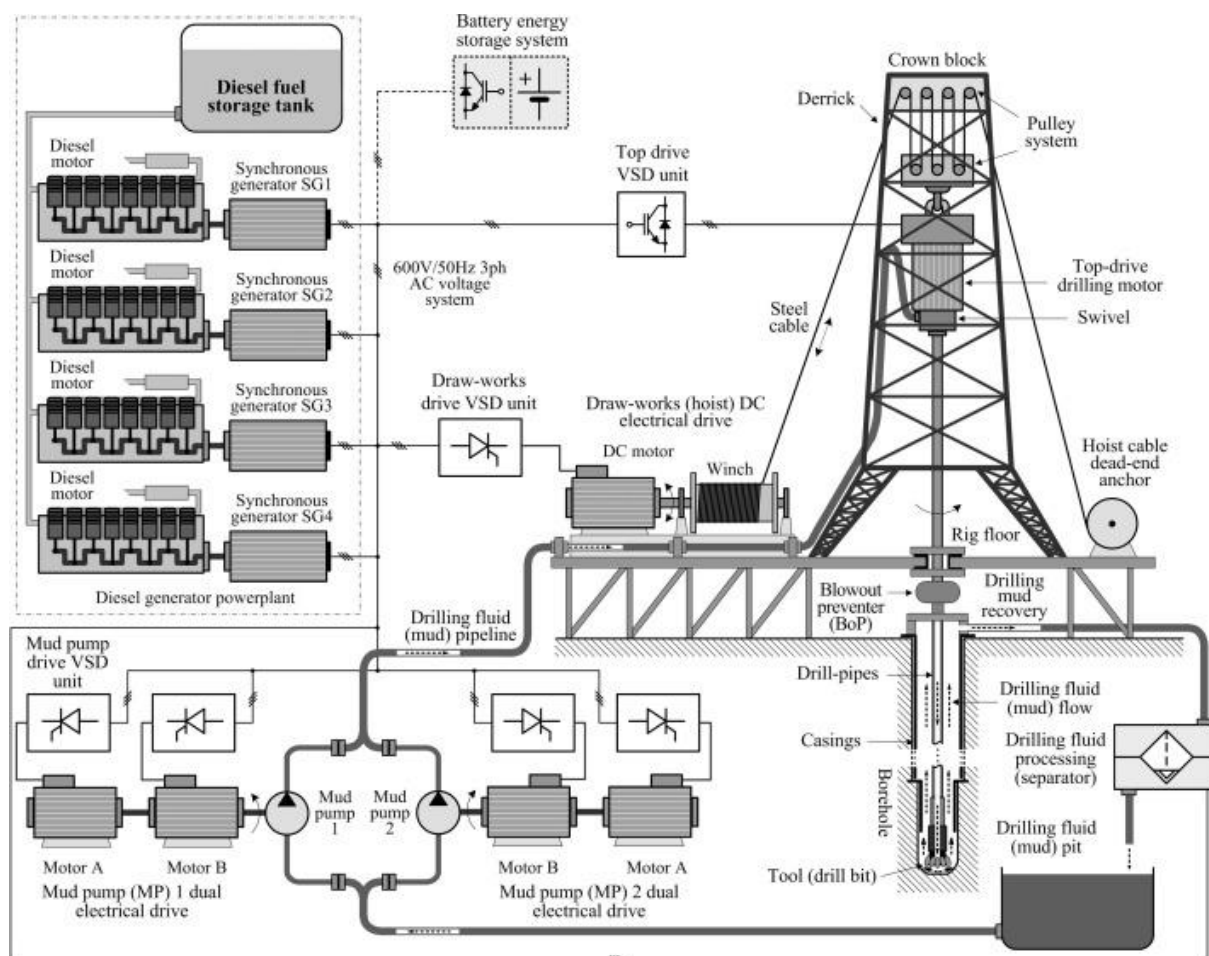 Battery energy
storage system
+
Diesel fuel
storage tank
Crown block
Derrick
Pulley
system
Diesel
motor
Synchronous
generator SG1
Top drive
VSD unit
Diesel
motor
Synchronous
generator SG2
600V/50Hz 3ph
AC voltage
system
Top-drive
drilling motor
Steel
cable
Swivel
Diesel
motor
Synchronous
generator SG3
Draw-works
drive VSD unit
Draw-works (hoist) DC
electrical drive
DC motor
Winch
Hoist cable
dead-end
anchor
Diesel
motor
Synchronous
generator SG4
Rig floor
Diesel generator powerplant
Blowout
preventer
(BoP)
Drilling
mud
recovery
Drilling fluid
(mud) pipeline
Mud pump
drive VSD
unit
Drill-pipes
Drilling fluid
(mud) flow
Casings
Drilling fluid
processing
(separator)
Borehole
Mud
pump
1
Mud
pump
2
Motor A
Motor B
Motor B
Motor A
Drilling fluid
(mud) pit
Tool (drill bit)
Mud pump (MP) 1 dual
electrical drive
Mud pump (MP) 2 dual
electrical drive